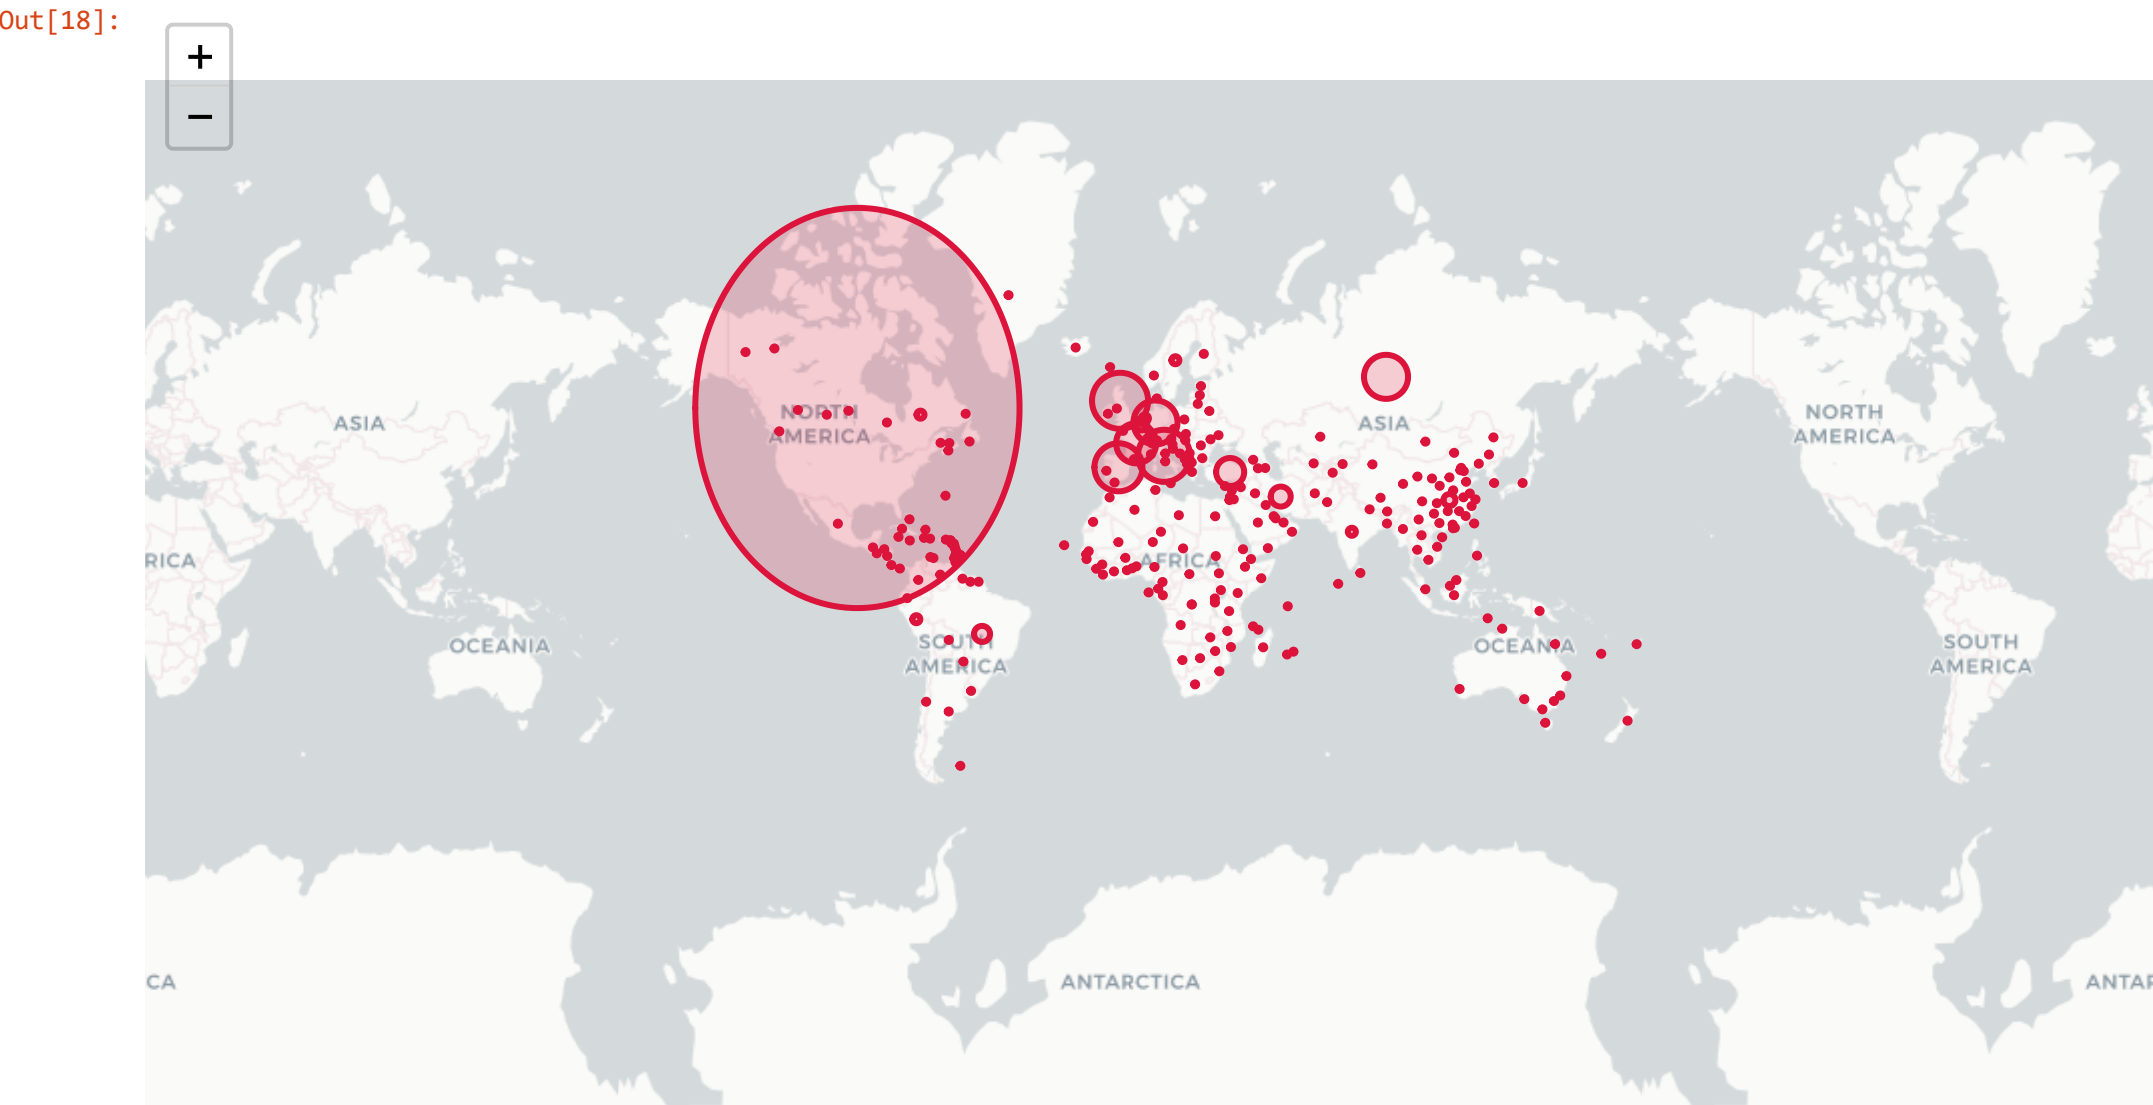 Out[18]:
+
−
ASIA
NORTH
AMERICA
ASIA
NORTH
AMERICA
RICA
AFRICA
OCEANIA
SOUTH
AMERICA
OCEANIA
SOUTH
AMERICA
CA
ANTARCTICA
ANTAR